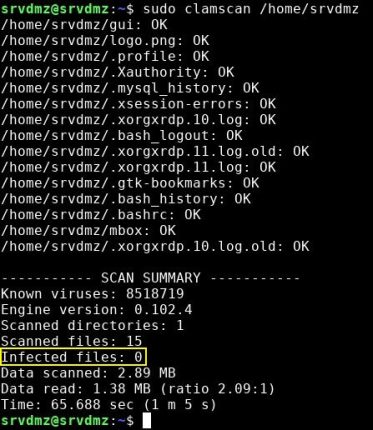 srvdmz@srvdmz:~$ sudo clamscan /home/srvdmz
/home/srvdmz/gui: OK
/home/srvdmz/logo.png: OK
/home/srvdmz/.profile: OK
/home/srvdmz/.Xauthority: OK
/home/srvdmz/.mysql_history: OK
/home/srvdmz/.xsession-errors: OK
/home/srvdmz/.xorgxrdp.10.log: OK
/home/srvdmz/.bash_logout: OK
/home/srvdmz/.xorgxrdp.11.log.old: OK
/home/srvdmz/.xorgxrdp.11.log: OK
/home/srvdmz/.gtk-bookmarks: OK
/home/srvdmz/.bash_history: OK
/home/srvdmz/.bashrc: OK
/home/srvdmz/mbox: OK
/home/srvdmz/.xorgxrdp.10.log.old: OK
----------- SCAN SUMMARY -----------
Known viruses: 8518719
Engine version: 0.102.4
Scanned directories: 1
Scanned files: 15
Infected files: 0
Data scanned: 2.89 MB
Data read: 1.38 MB (ratio 2.09:1)
Time: 65.688 sec (1 m 5 s)
srvdmz@srvdmz:~$